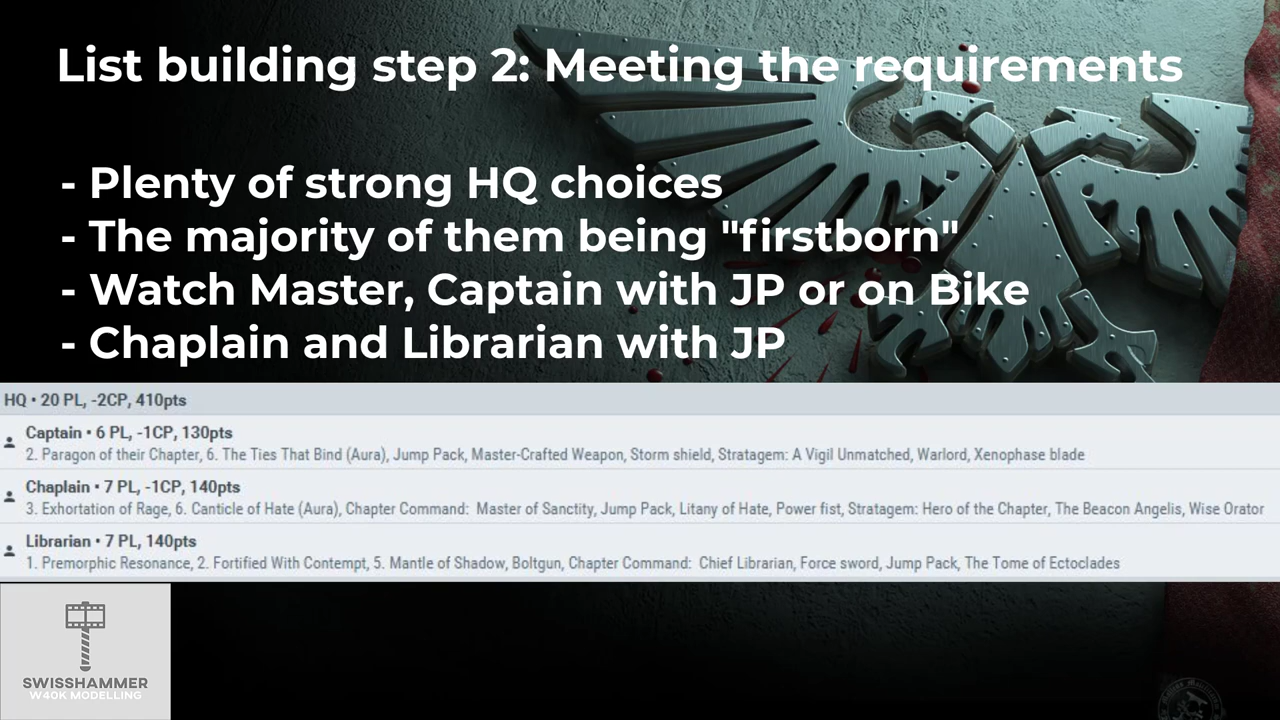 List building step 2: Meeting the requirements
- Plenty of strong HQ choices
- The majority of them being "firstborn"
- Watch Master, Captain with JP or on Bike
- Chaplain and Librarian with JP
HQ • 20 PL, -2CP, 410pts
Captain • 6 PL, -1CP, 130pts
2. Paragon of their Chapter, 6. The Ties That Bind (Aura), Jump Pack, Master-Crafted Weapon, Storm shield, Stratagem: A Vigil Unmatched, Warlord, Xenophase blade
Chaplain • 7 PL, -1CP, 140pts
3. Exhortation of Rage, 6. Canticle of Hate (Aura), Chapter Command: Master of Sanctity, Jump Pack, Litany of Hate, Power fist, Stratagem: Hero of the Chapter, The Beacon Angelis, Wise Orator
Librarian • 7 PL, 140pts
1. Premorphic Resonance, 2. Fortified With Contempt, 5. Mantle of Shadow, Boltgun, Chapter Command: Chief Librarian, Force sword, Jump Pack, The Tome of Ectoclades
SWISSHAMMER
W40K MODELLING